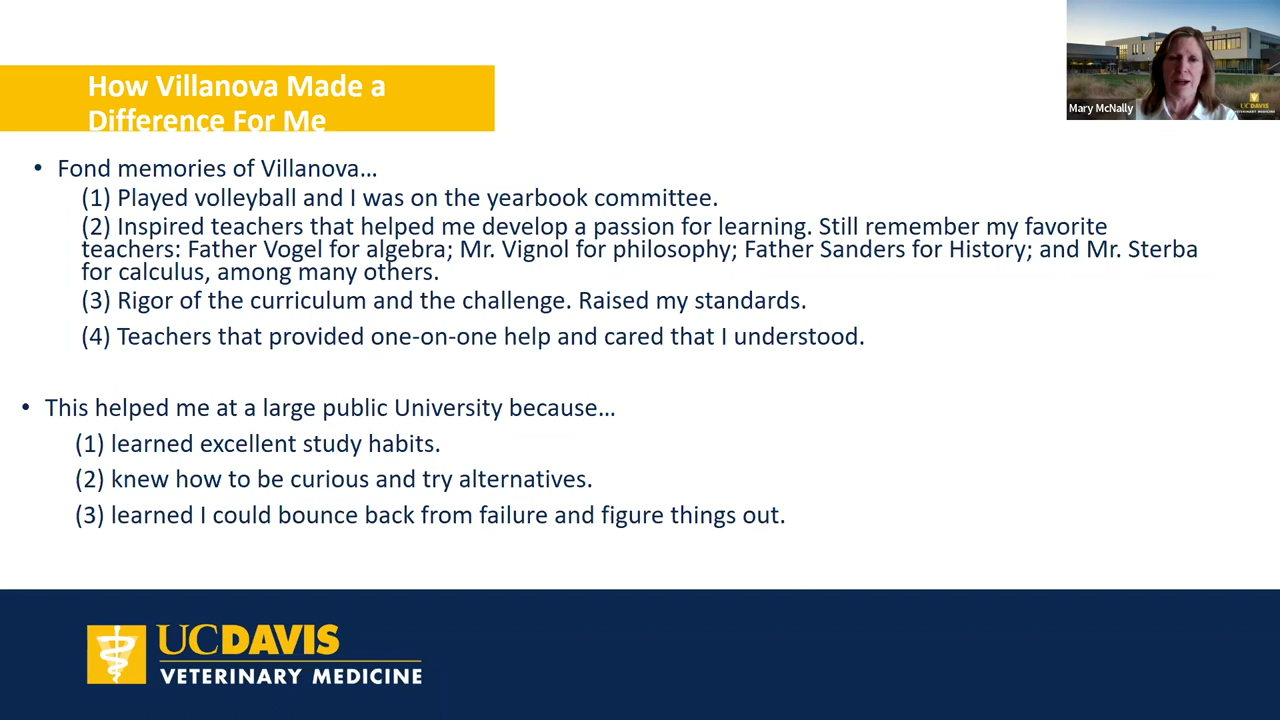 How Villanova Made a
Difference For Me
Mary McNally
UCDAVIS
VETERINARY MEDICINE
• Fond memories of Villanova…
(1) Played volleyball and I was on the yearbook committee.
(2) Inspired teachers that helped me develop a passion for learning. Still remember my favorite
teachers: Father Vogel for algebra; Mr. Vignol for philosophy; Father Sanders for History; and Mr. Sterba
for calculus, among many others.
(3) Rigor of the curriculum and the challenge. Raised my standards.
(4) Teachers that provided one-on-one help and cared that I understood.
• This helped me at a large public University because…
(1) learned excellent study habits.
(2) knew how to be curious and try alternatives.
(3) learned I could bounce back from failure and figure things out.
UCDAVIS
VETERINARY MEDICINE